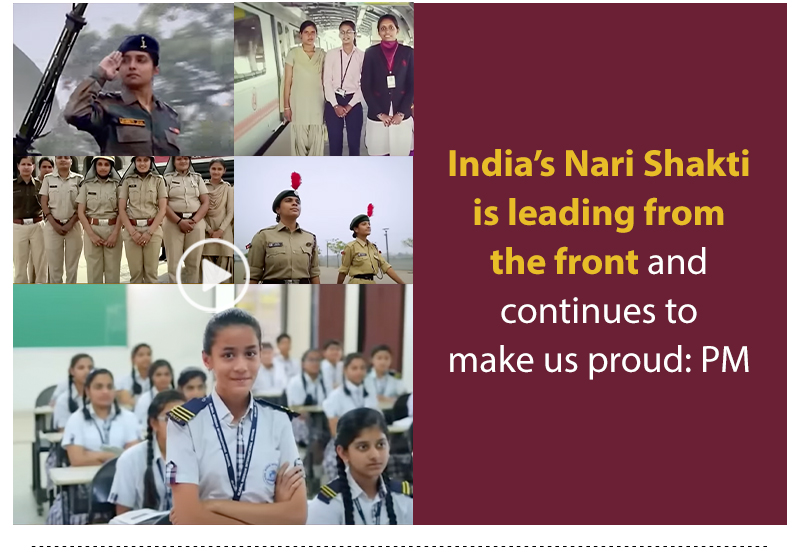 India's Nari Shakti
is leading from
the front and
continues to
make us proud: PM